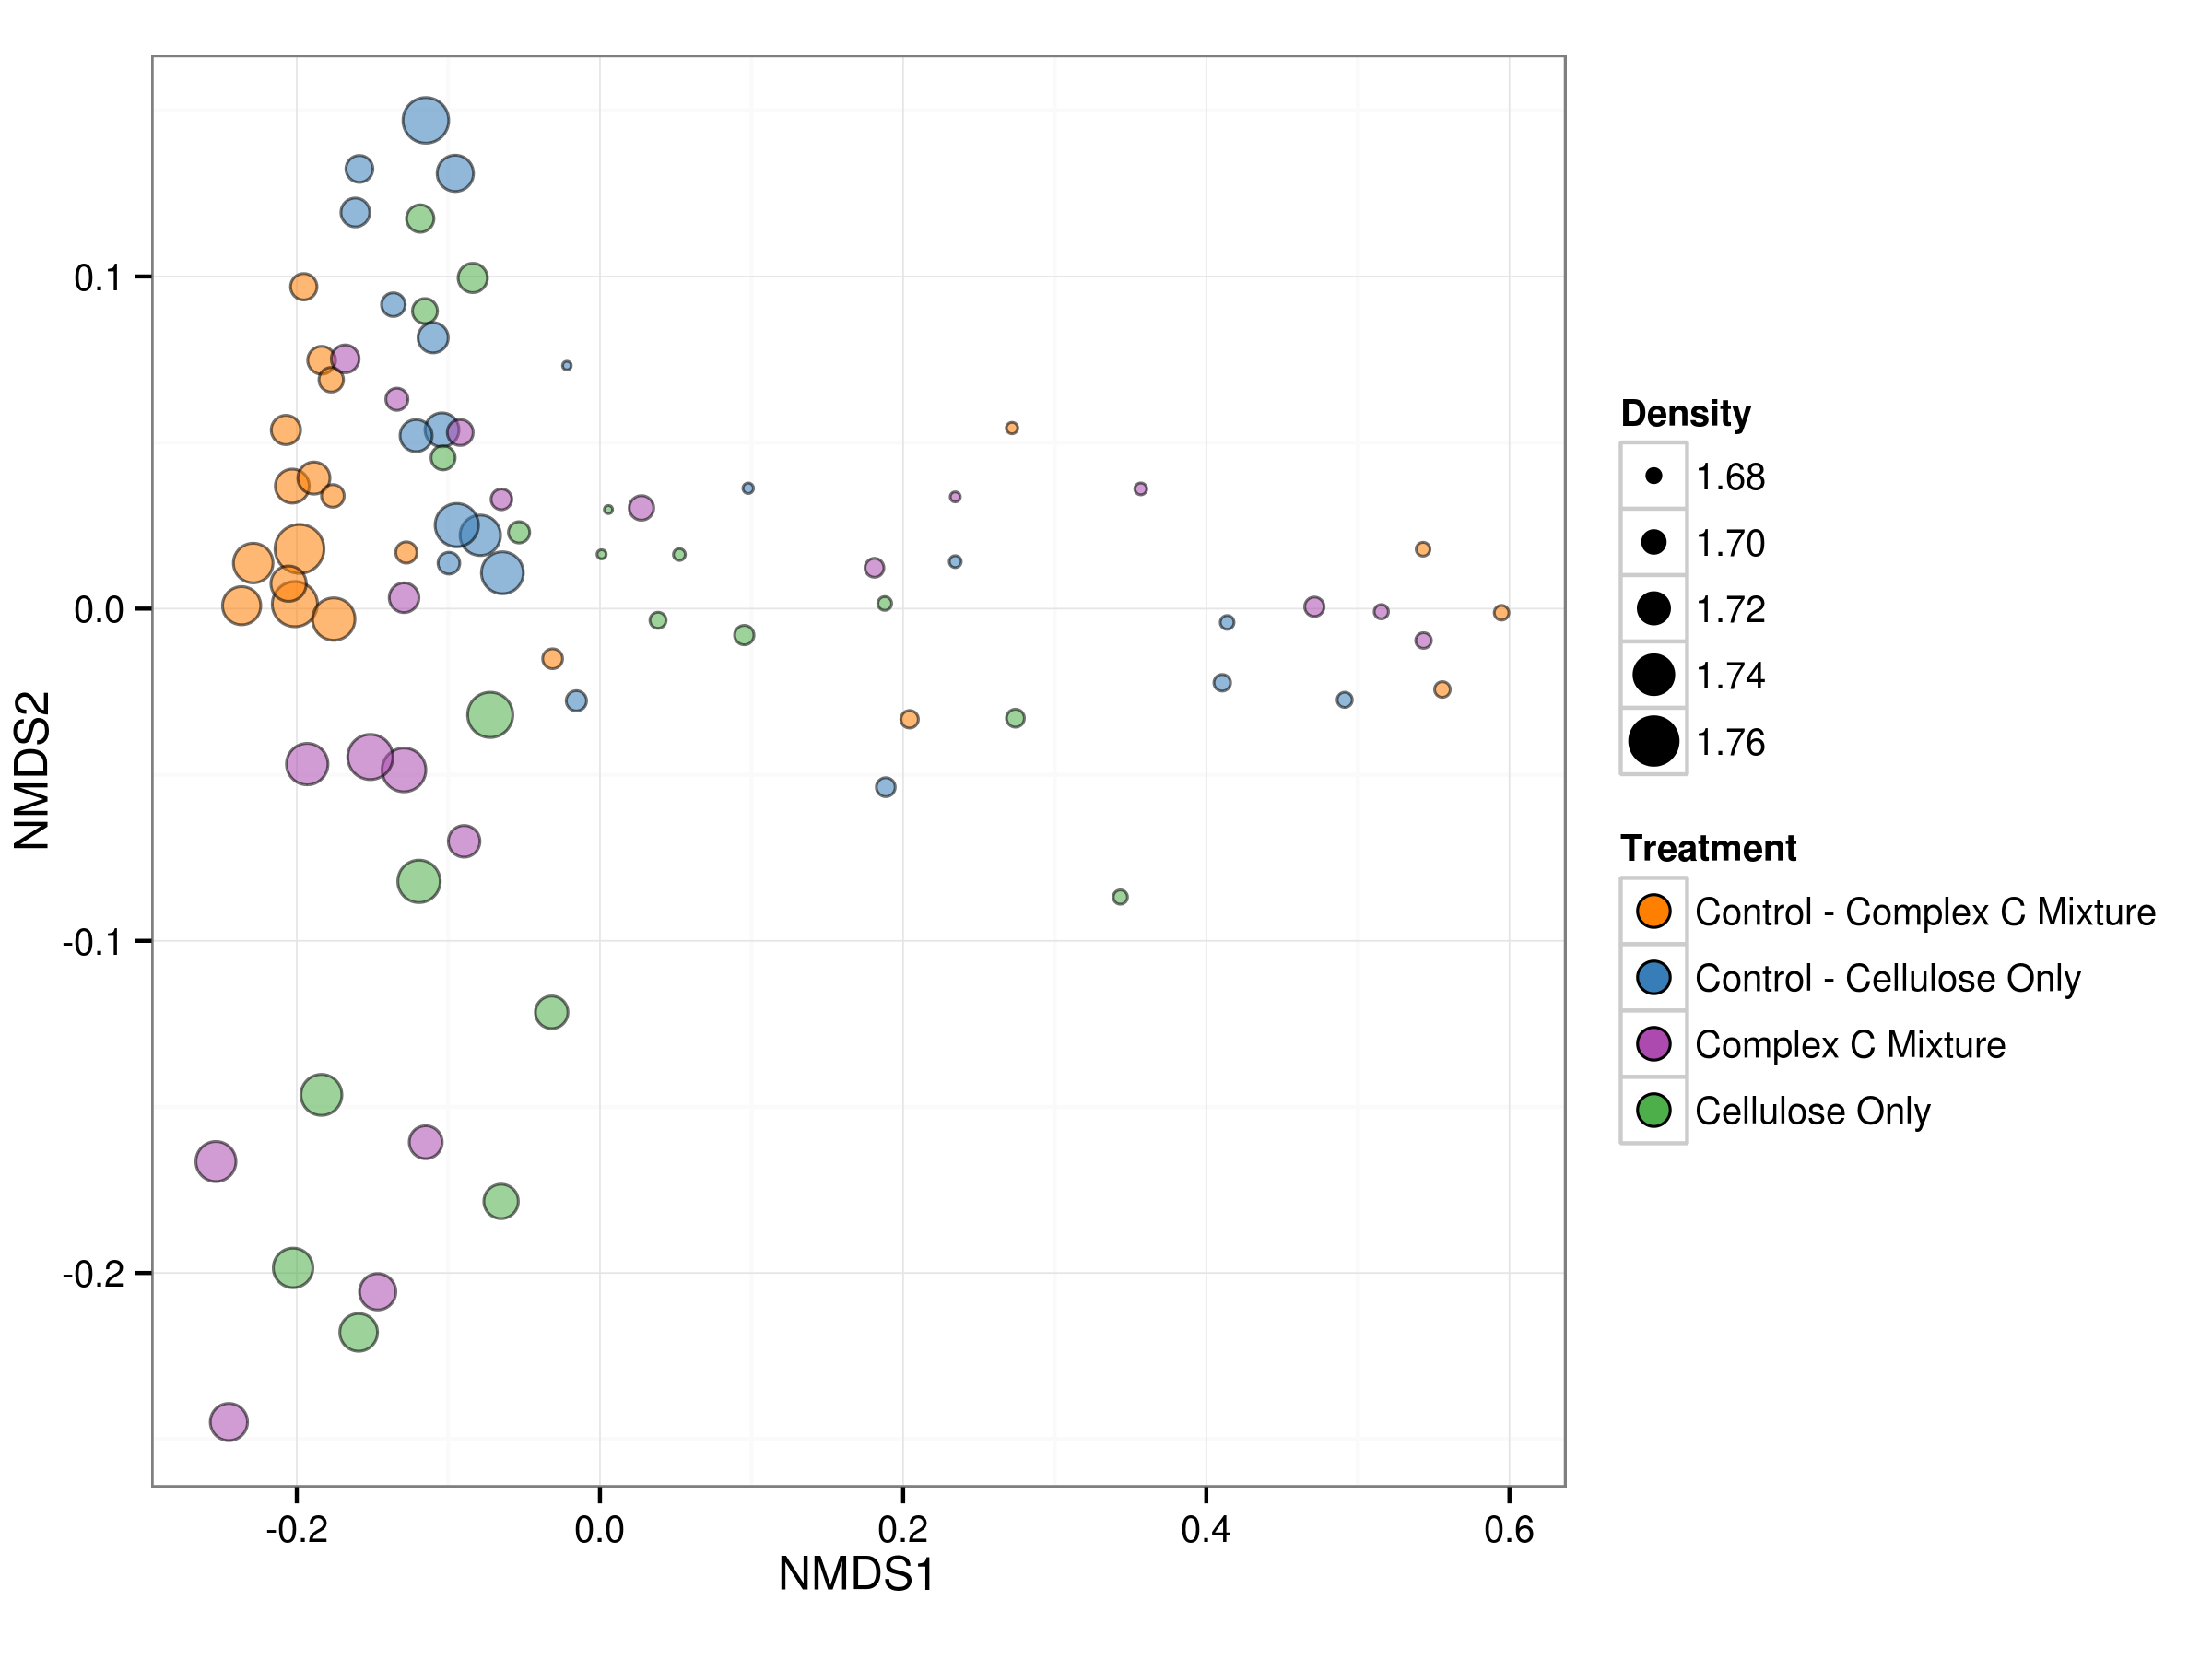 0.1
0.0
-0.1
-0.2
NMDS2
-0.2
0.0
0.2
0.4
0.6
NMDS1
Density
1.68
1.70
1.72
1.74
1.76
Treatment
Control - Complex C Mixture
Control - Cellulose Only
Complex C Mixture
Cellulose Only